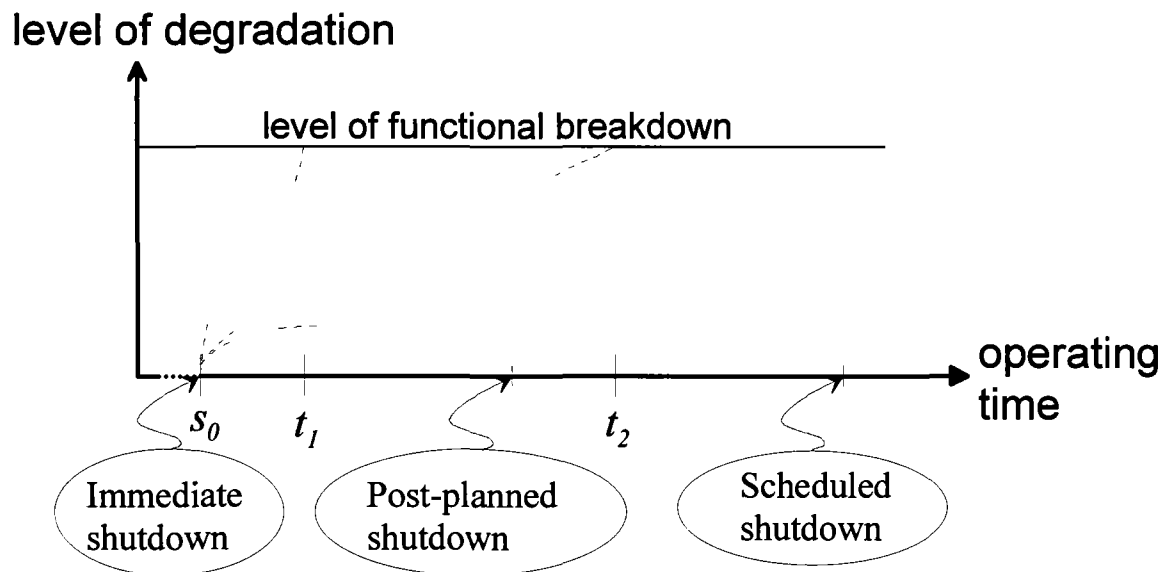 level of degradation
level of functional breakdown
operating
time
s0 t1 t2
Immediate
shutdown
Post-planned
shutdown
Scheduled
shutdown